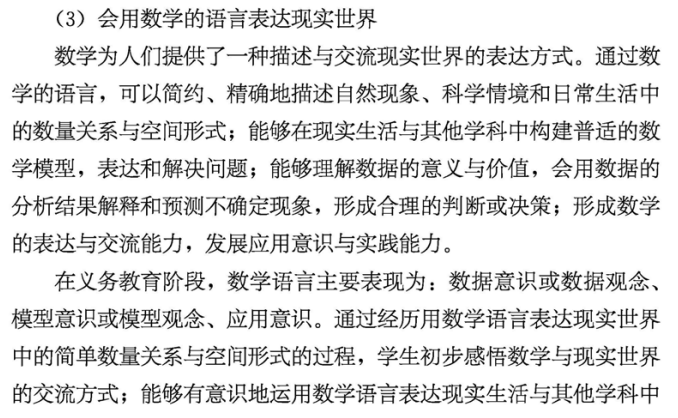 （3）会用数学的语言表达现实世界
数学为人们提供了一种描述与交流现实世界的表达方式。通过数
学的语言，可以简约、精确地描述自然现象、科学情境和日常生活中
的数量关系与空间形式；能够在现实生活与其他学科中构建普适的数
学模型，表达和解决问题；能够理解数据的意义与价值，会用数据的
分析结果解释和预测不确定现象，形成合理的判断或决策；形成数学
的表达与交流能力，发展应用意识与实践能力。
在义务教育阶段，数学语言主要表现为：数据意识或数据观念、
模型意识或模型观念、应用意识。通过经历用数学语言表达现实世界
中的简单数量关系与空间形式的过程，学生初步感悟数学与现实世界
的交流方式；能够有意识地运用数学语言表达现实生活与其他学科中